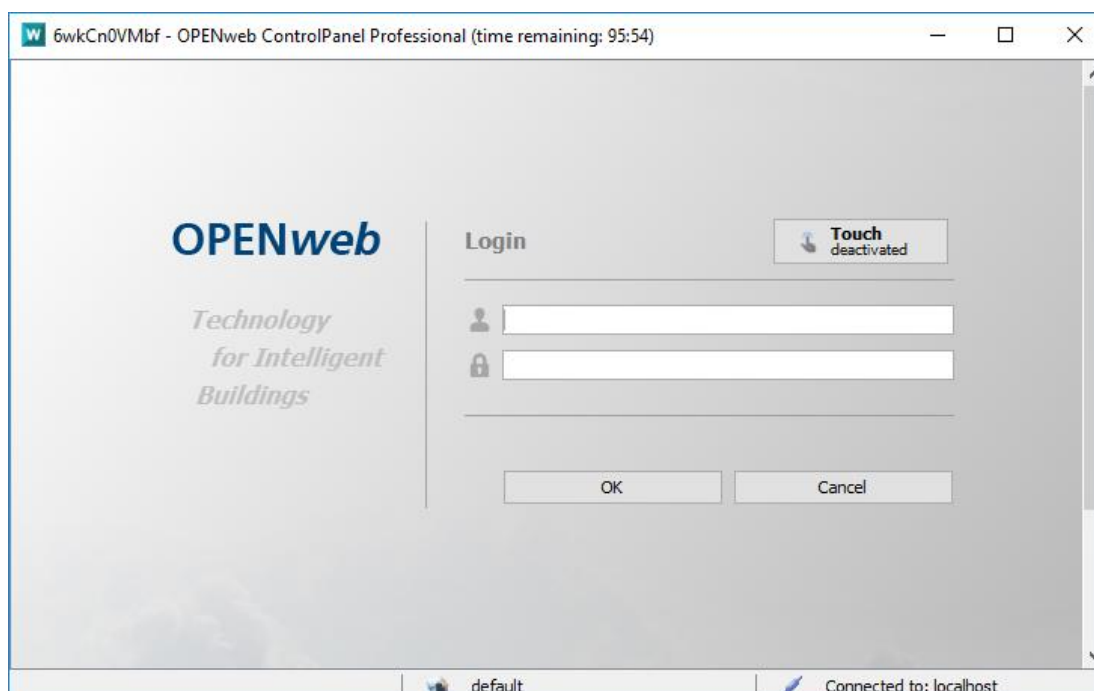 6wkCn0VMbf - OPENweb ControlPanel Professional (time remaining: 95:54)
OPENweb
Technology
for Intelligent
Buildings
Login
Touch
deactivated
OK
Cancel
default
Connected to: localhost